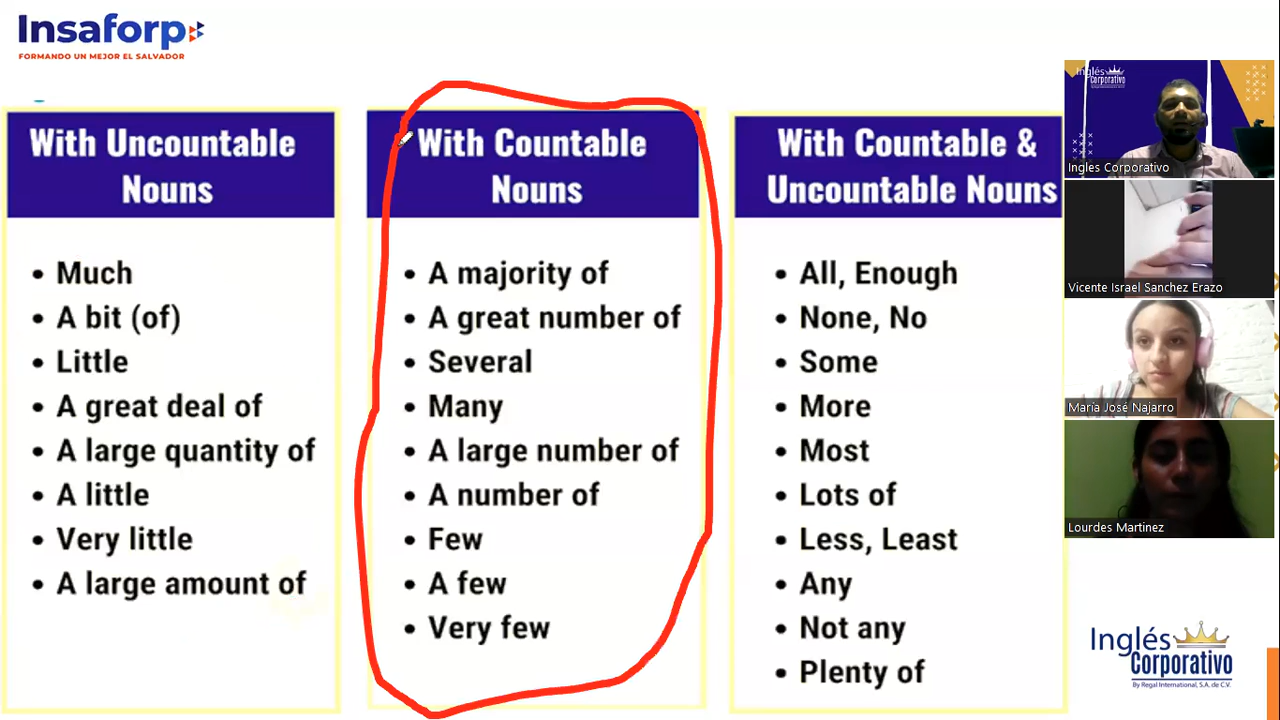 Insaforp
FORMANDO UN MEJOR EL SALVADOR
With Uncountable
Nouns
• Much
• A bit (of)
• Little
• A great deal of
• A large quantity of
• A little
• Very little
• A large amount of
With Countable
Nouns
• A majority of
• A great number of
• Several
• Many
• A large number of
• A number of
• Few
• A few
• Very few
With Countable &
Uncountable Nouns
• All, Enough
• None, No
• Some
• More
• Most
• Lots of
• Less, Least
• Any
• Not any
• Plenty of
Inglés
Corporativo
Ingles Corporativo
Vicente Israel Sanchez Erazo
María José Najarro
Lourdes Martinez
Inglés
Corporativo
By Regal International, S.A. de C.V.